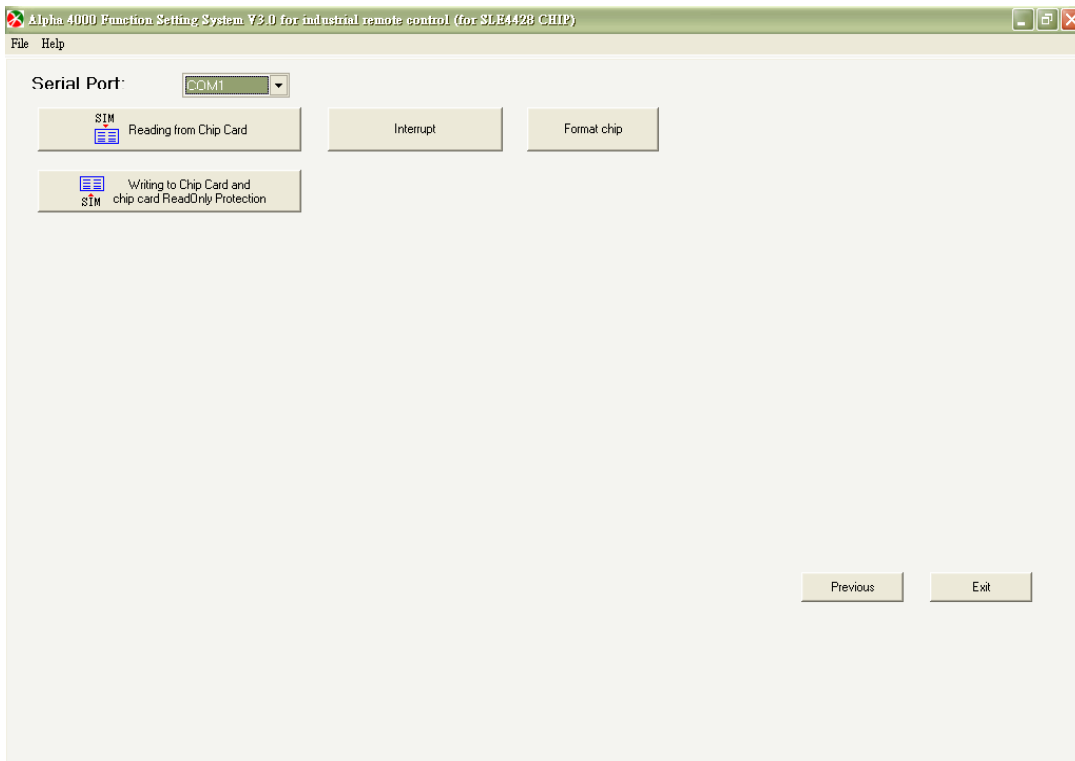 Alpha 4000 Function Setting System V3.0 for industrial remote control (for SLE4428 CHIP)
File Help
Serial Port: COM1
SIM
Reading from Chip Card
Interrupt
Format chip
Writing to Chip Card and
chip card ReadOnly Protection
SIM
Previous
Exit